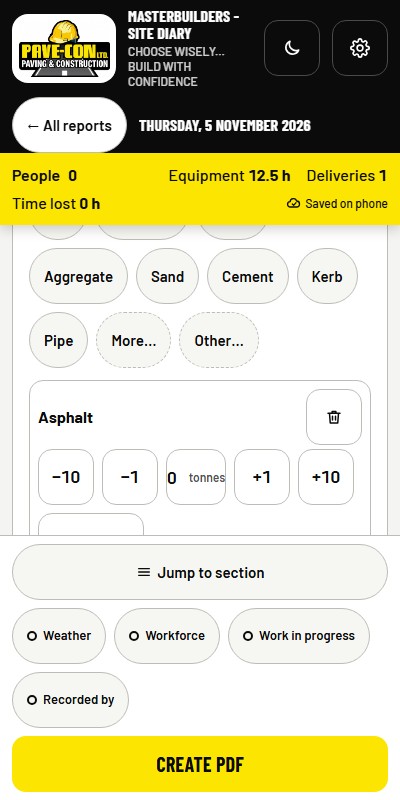 PAVE-CON LTD.
PAVING & CONSTRUCTION
MASTERBUILDERS -
SITE DIARY
CHOOSE WISELY...
BUILD WITH
CONFIDENCE
← All reports
THURSDAY, 5 NOVEMBER 2026
People 0
Equipment 12.5 h
Deliveries 1
Time lost 0 h
Saved on phone
Aggregate
Sand
Cement
Kerb
Pipe
More...
Other...
Asphalt
−10
−1
0 tonnes
+1
+10
Jump to section
Weather
Workforce
Work in progress
Recorded by
CREATE PDF